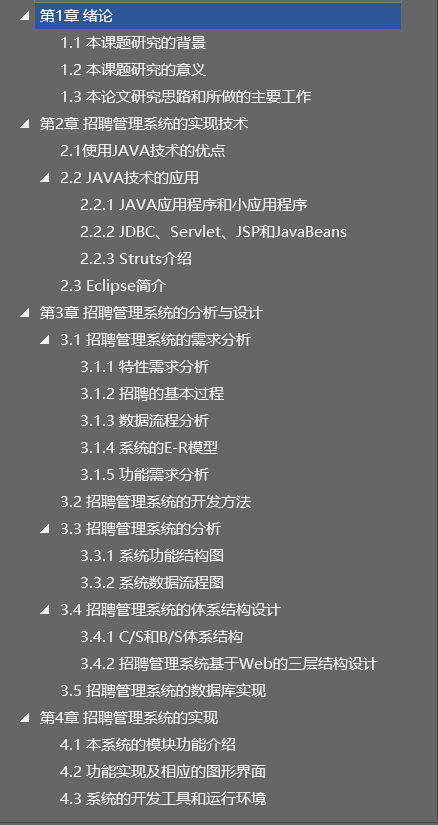 第1章 绪论
1.1 本课题研究的背景
1.2 本课题研究的意义
1.3 本论文研究思路和所做的主要工作
第2章 招聘管理系统的实现技术
2.1使用JAVA技术的优点
2.2 JAVA技术的应用
2.2.1 JAVA应用程序和小应用程序
2.2.2 JDBC、Servlet、JSP和JavaBeans
2.2.3 Struts介绍
2.3 Eclipse简介
第3章 招聘管理系统的分析与设计
3.1 招聘管理系统的需求分析
3.1.1 特性需求分析
3.1.2 招聘的基本过程
3.1.3 数据流程分析
3.1.4 系统的E-R模型
3.1.5 功能需求分析
3.2 招聘管理系统的开发方法
3.3 招聘管理系统的分析
3.3.1 系统功能结构图
3.3.2 系统数据流程图
3.4 招聘管理系统的体系结构设计
3.4.1 C/S和B/S体系结构
3.4.2 招聘管理系统基于Web的三层结构设计
3.5 招聘管理系统的数据库实现
第4章 招聘管理系统的实现
4.1 本系统的模块功能介绍
4.2 功能实现及相应的图形界面
4.3 系统的开发工具和运行环境